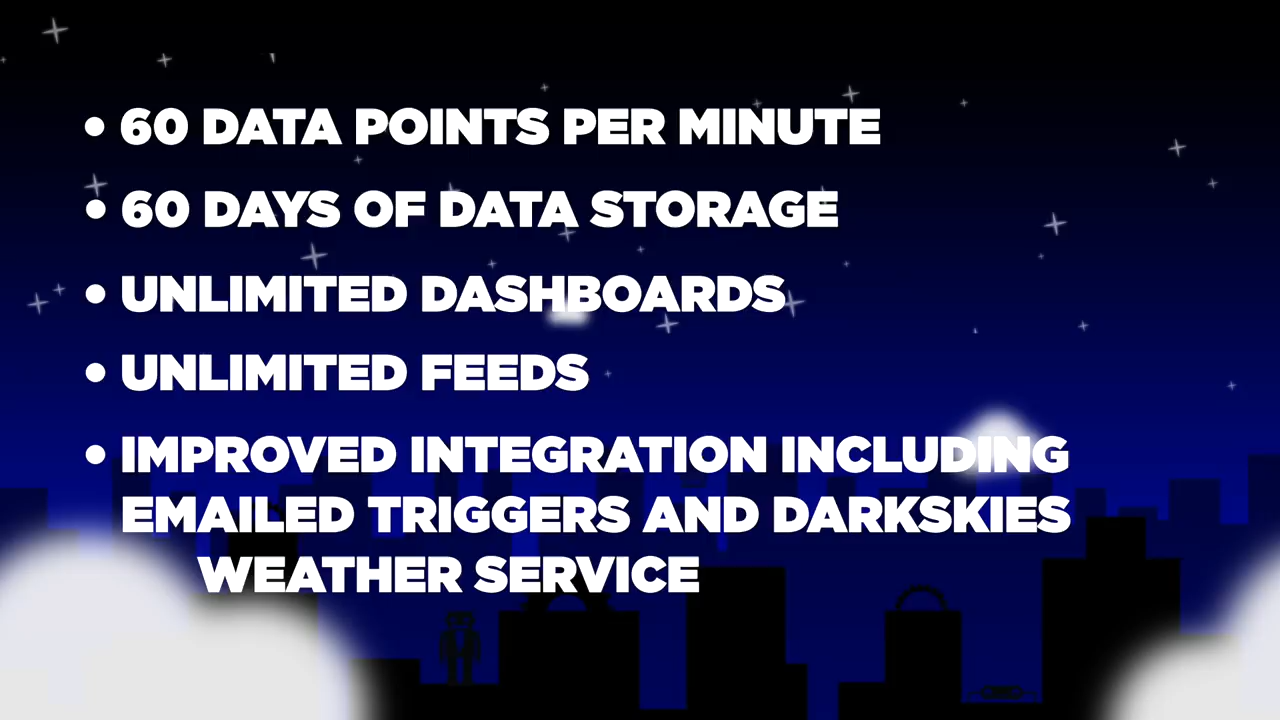 • 60 DATA POINTS PER MINUTE
• 60 DAYS OF DATA STORAGE
• UNLIMITED DASHBOARDS
• UNLIMITED FEEDS
• IMPROVED INTEGRATION INCLUDING
EMAILED TRIGGERS AND DARKSKIES
WEATHER SERVICE